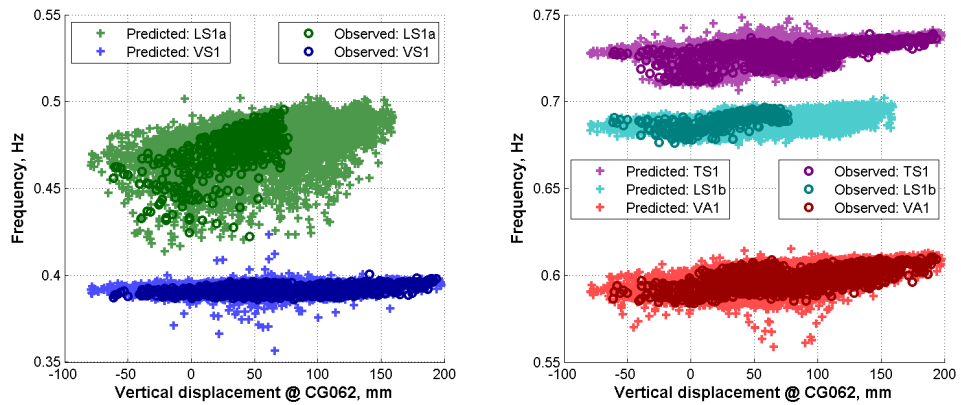 Predicted: LS1a
Predicted: VS1
Observed: LS1a
Observed: VS1
0.5
0.45
0.4
0.35
Frequency, Hz
-100 -50 0 50 100 150 200
Vertical displacement @ CG062, mm
0.75
0.7
0.65
0.6
0.55
Frequency, Hz
Predicted: TS1
Predicted: LS1b
Predicted: VA1
Observed: TS1
Observed: LS1b
Observed: VA1
-100 -50 0 50 100 150 200
Vertical displacement @ CG062, mm